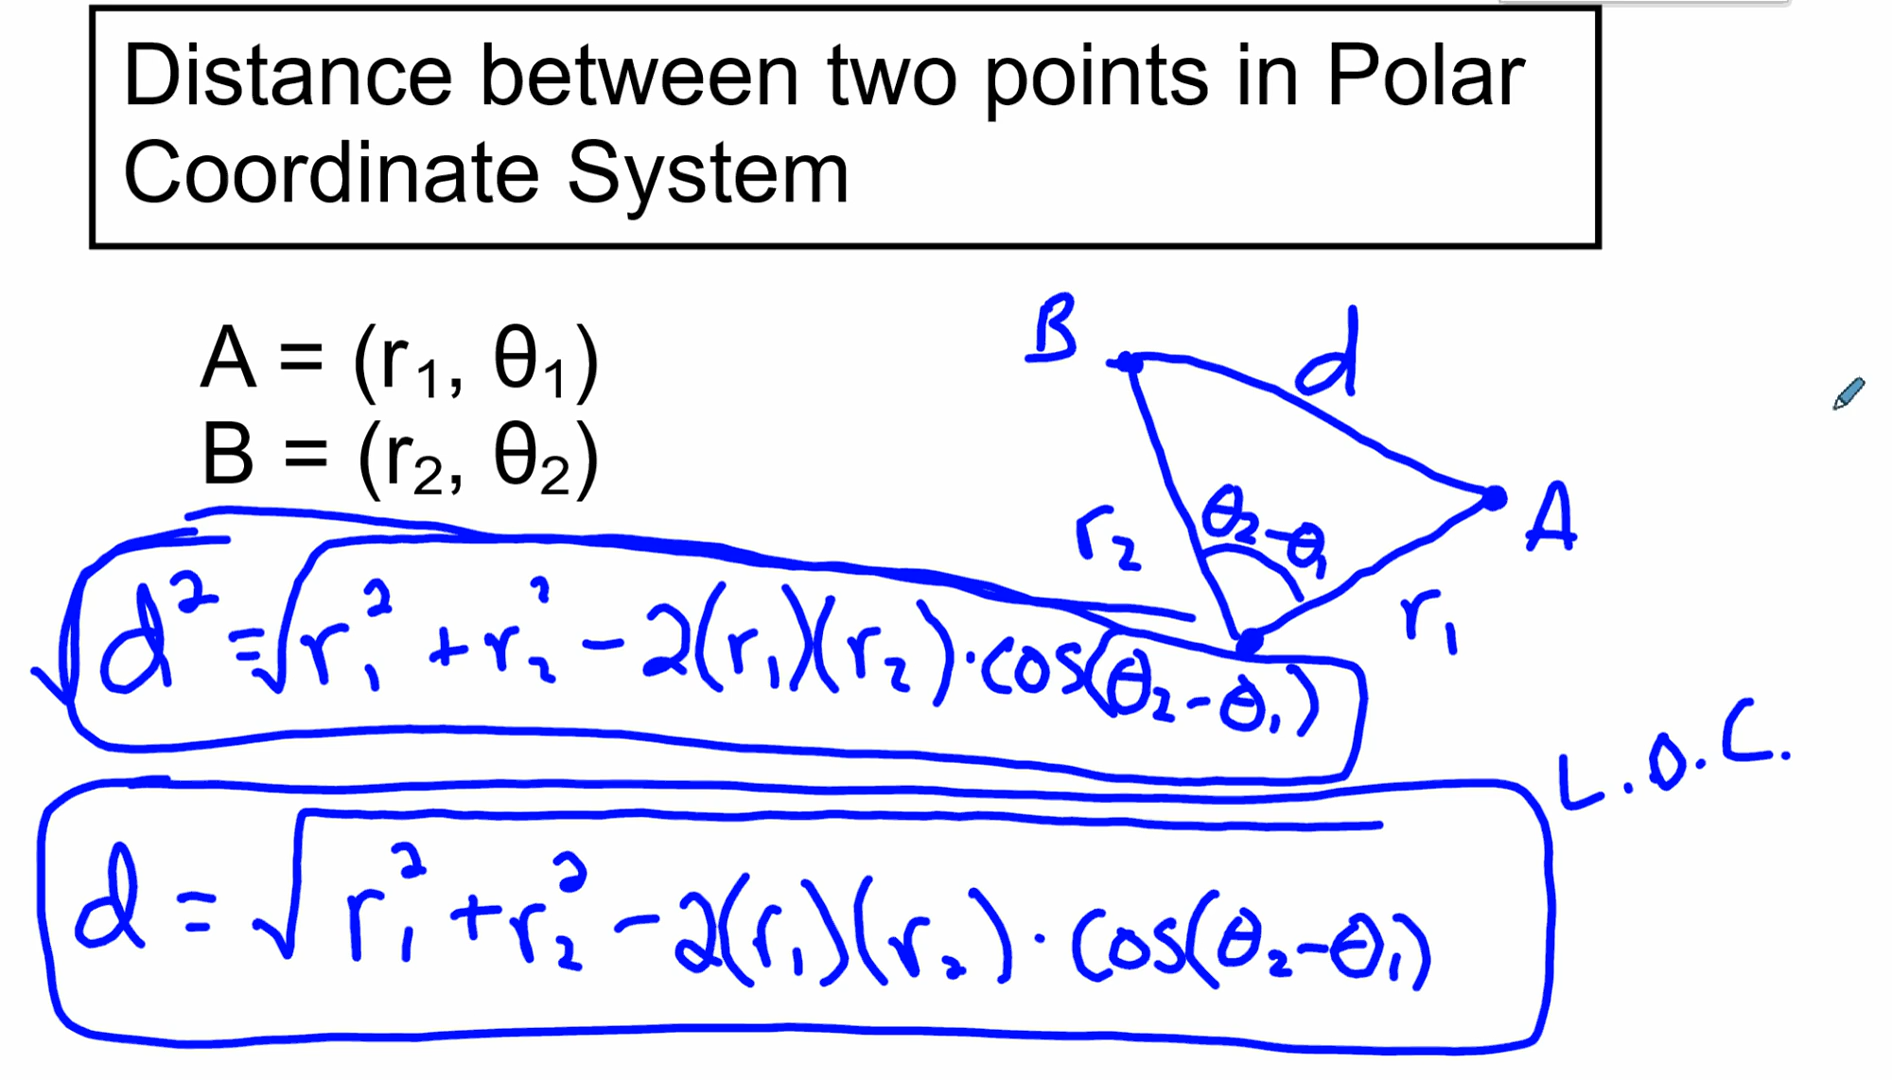 Distance between two points in Polar
Coordinate System
A = (r₁, θ₁)
B = (r₂, θ₂)
B
d
A
r₂
θ₂-θ₁
r₁
√d² = √r₁² + r₂² - 2(r₁)(r₂)·cos(θ₂-θ₁)
L.O.C.
d = √r₁² + r₂² - 2(r₁)(r₂)·cos(θ₂-θ₁)